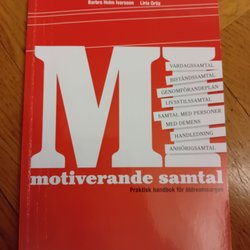 Barbro Holm Ivarsson Liria Ortiz
MI
VARDAGSSAMTAL
BISTÅNDSSAMTAL
GENOMFÖRANDEPLAN
LIVSSTILSSAMTAL
SAMTAL MED PERSONER
MED DEMENS
HANDLEDNING
ANHÖRIGSAMTAL
motiverande samtal
Praktisk handbok för äldreomsorgen